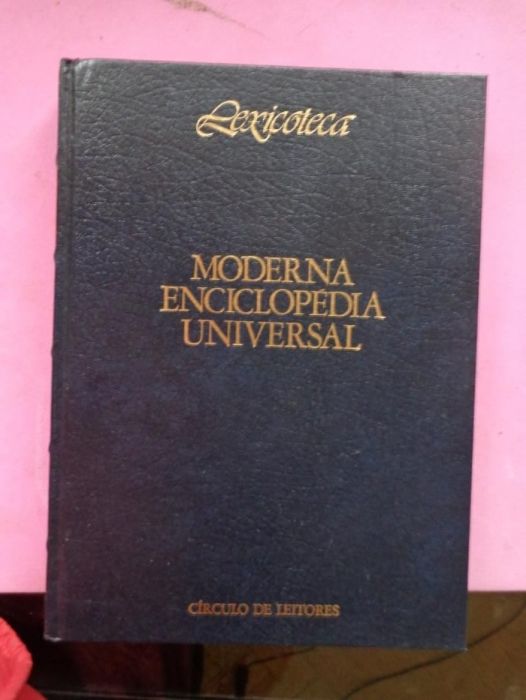 Lexicoteca
MODERNA
ENCICLOPÉDIA
UNIVERSAL
CÍRCULO DE LEITORES